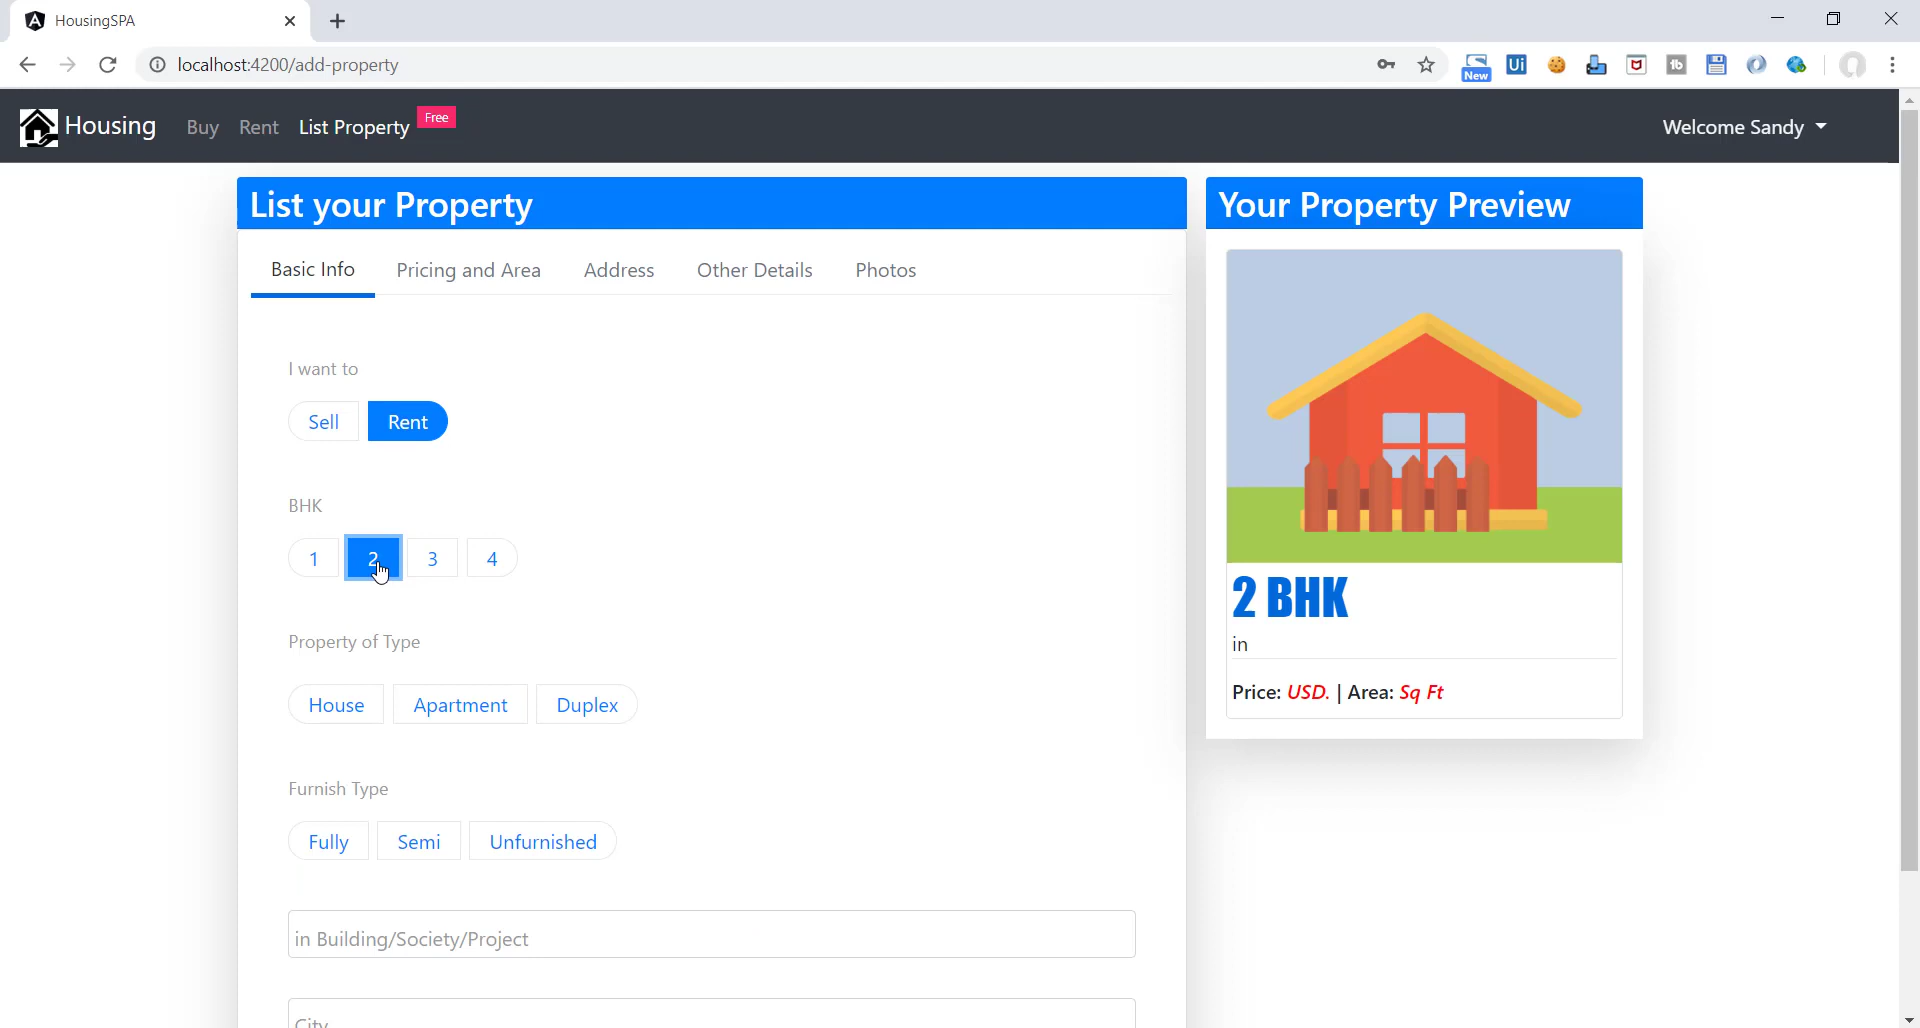 HousingSPA
localhost:4200/add-property
New
Ui
tb
Housing
Buy
Rent
List Property
Free
Welcome Sandy
List your Property
Your Property Preview
Basic Info
Pricing and Area
Address
Other Details
Photos
I want to
Sell
Rent
BHK
1
2
3
4
Property of Type
House
Apartment
Duplex
Furnish Type
Fully
Semi
Unfurnished
in Building/Society/Project
City
2 BHK
in
Price: USD. | Area: Sq Ft